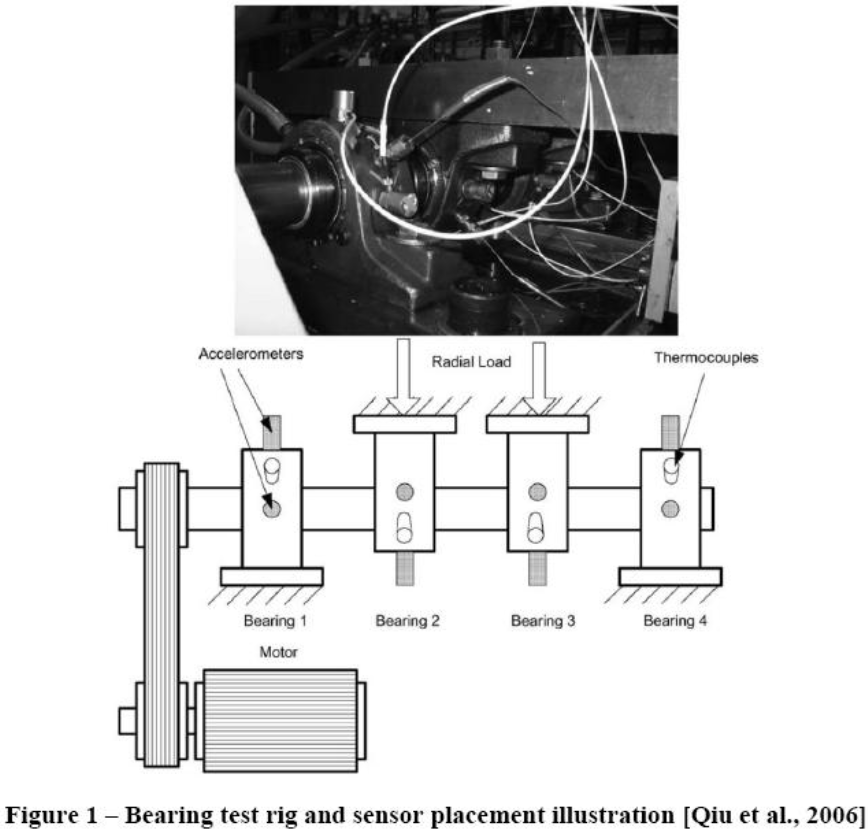 Accelerometers
Radial Load
Thermocouples
Bearing 1
Bearing 2
Bearing 3
Bearing 4
Motor
Figure 1 – Bearing test rig and sensor placement illustration [Qiu et al., 2006]